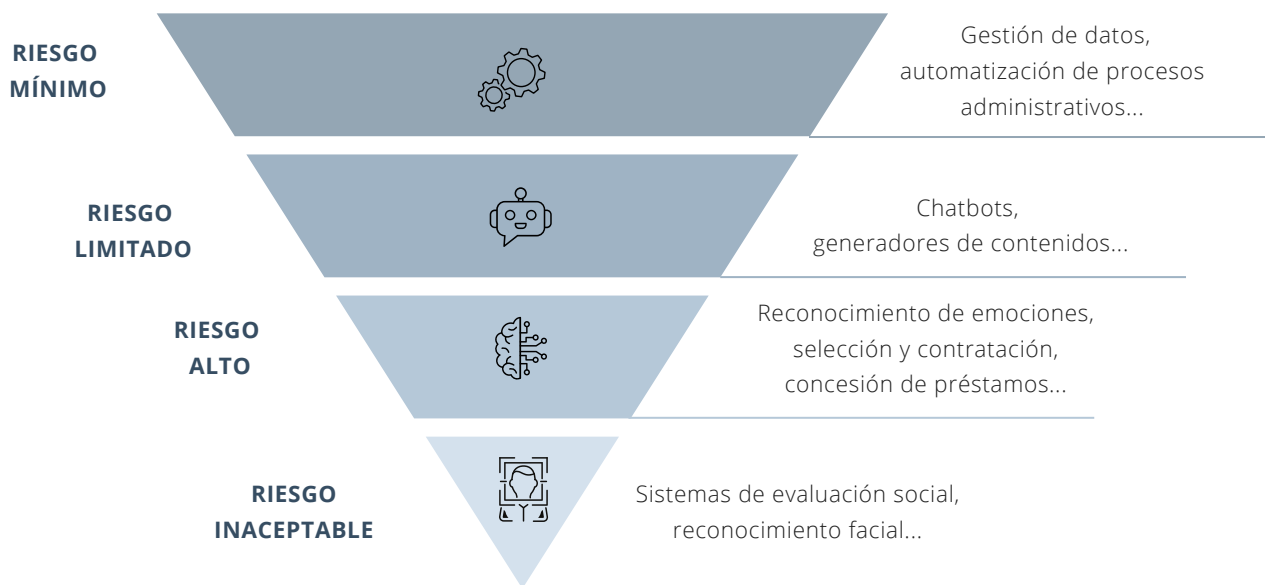 RIESGO
MÍNIMO
Gestión de datos,
automatización de procesos
administrativos...
RIESGO
LIMITADO
Chatbots,
generadores de contenidos...
RIESGO
ALTO
Reconocimiento de emociones,
selección y contratación,
concesión de préstamos...
RIESGO
INACEPTABLE
Sistemas de evaluación social,
reconocimiento facial...